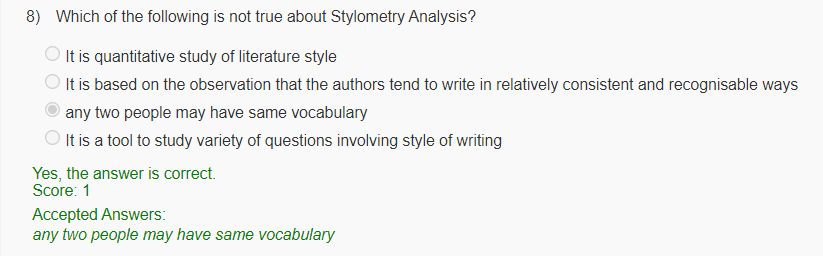 8) Which of the following is not true about Stylometry Analysis?
It is quantitative study of literature style
It is based on the observation that the authors tend to write in relatively consistent and recognisable ways
any two people may have same vocabulary
It is a tool to study variety of questions involving style of writing
Yes, the answer is correct.
Score: 1
Accepted Answers:
any two people may have same vocabulary